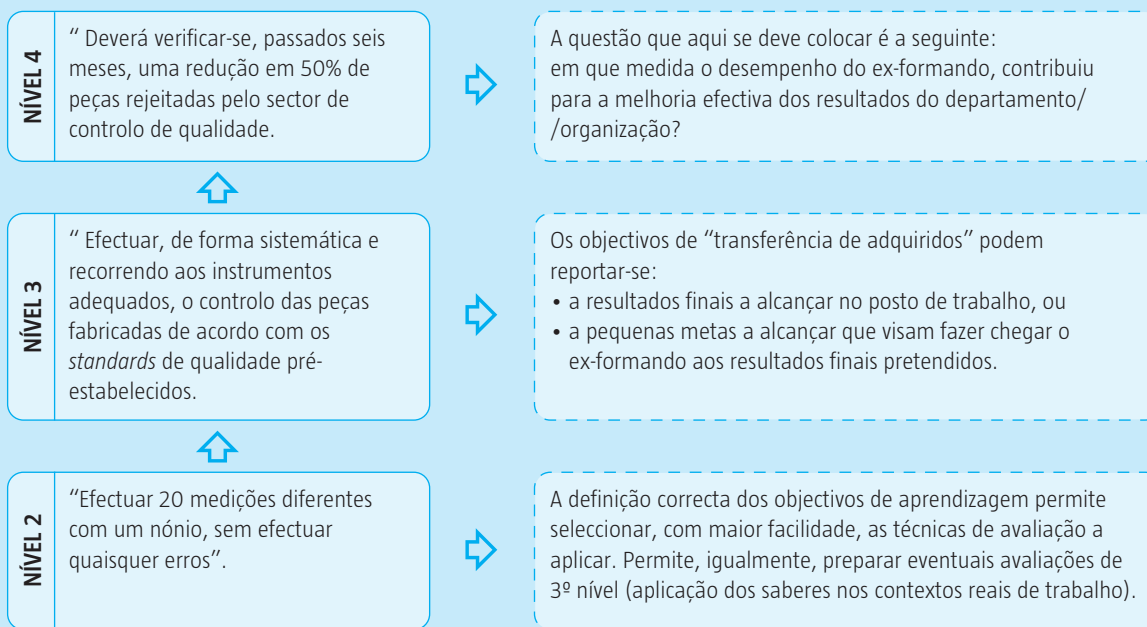 NÍVEL 4
“ Deverá verificar-se, passados seis
meses, uma redução em 50% de
peças rejeitadas pelo sector de
controlo de qualidade.
A questão que aqui se deve colocar é a seguinte:
em que medida o desempenho do ex-formando, contribuiu
para a melhoria efectiva dos resultados do departamento/
/organização?
NÍVEL 3
“ Efectuar, de forma sistemática e
recorrendo aos instrumentos
adequados, o controlo das peças
fabricadas de acordo com os
standards de qualidade pré-
estabelecidos.
Os objectivos de “transferência de adquiridos” podem
reportar-se:
• a resultados finais a alcançar no posto de trabalho, ou
• a pequenas metas a alcançar que visam fazer chegar o
ex-formando aos resultados finais pretendidos.
NÍVEL 2
“Efectuar 20 medições diferentes
com um nónio, sem efectuar
quaisquer erros”.
A definição correcta dos objectivos de aprendizagem permite
seleccionar, com maior facilidade, as técnicas de avaliação a
aplicar. Permite, igualmente, preparar eventuais avaliações de
3º nível (aplicação dos saberes nos contextos reais de trabalho).